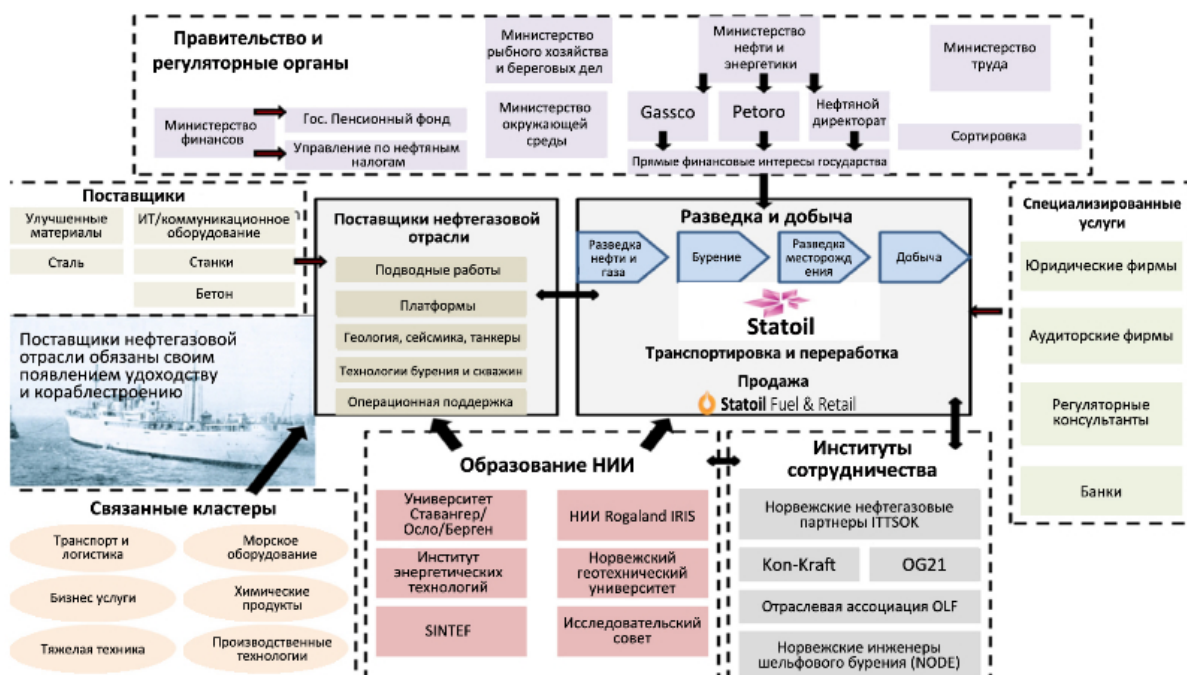 Правительство и
регуляторные органы
Министерство
рыбного хозяйства
и береговых дел
Министерство
нефти и
энергетики
Министерство
труда
Министерство
финансов
Гос. Пенсионный фонд
Управление по нефтяным
налогам
Министерство
окружающей
среды
Gassco
Petoro
Нефтяной
директорат
Сортировка
Прямые финансовые интересы государства
Поставщики
Улучшенные
материалы
ИТ/коммуникационное
оборудование
Сталь
Станки
Бетон
Поставщики нефтегазовой
отрасли обязаны своим
появлением удоходству
и кораблестроению
Поставщики нефтегазовой
отрасли
Подводные работы
Платформы
Геология, сейсмика, танкеры
Технологии бурения и скважин
Операционная поддержка
Разведка и добыча
Разведка
нефти и
газа
Бурение
Разведка
месторожд
ения
Добыча
Statoil
Транспортировка и переработка
Продажа
Statoil Fuel & Retail
Специализированные
услуги
Юридические фирмы
Аудиторские фирмы
Регуляторные
консультанты
Банки
Связанные кластеры
Транспорт и
логистика
Морское
оборудование
Бизнес услуги
Химические
продукты
Тяжелая техника
Производственные
технологии
Образование НИИ
Университет
Ставангер/
Осло/Берген
НИИ Rogaland IRIS
Институт
энергетических
технологий
Норвежский
геотехнический
университет
SINTEF
Исследовательский
совет
Институты
сотрудничества
Норвежские нефтегазовые
партнеры ITTSOK
Kon-Kraft
OG21
Отраслевая ассоциация OLF
Норвежские инженеры
шельфового бурения (NODE)